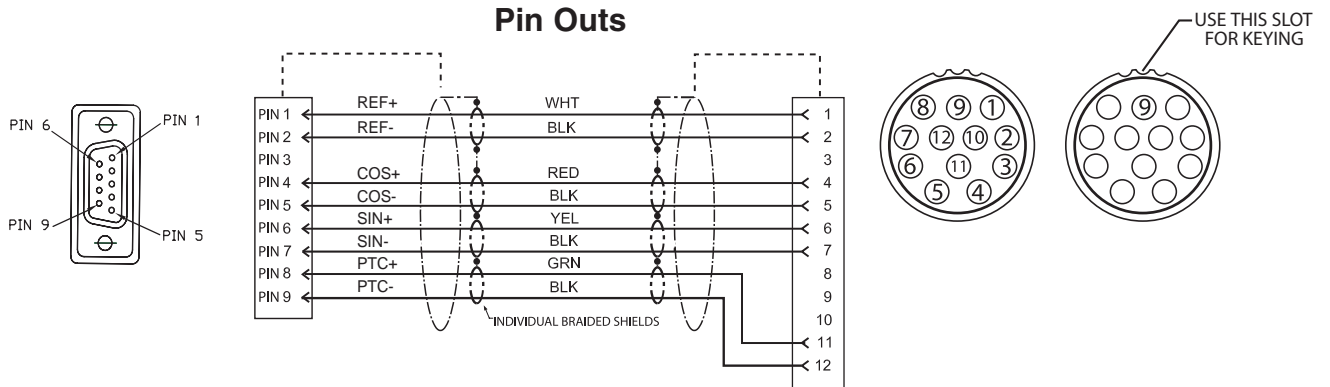 Pin Outs
USE THIS SLOT
FOR KEYING
PIN 6
PIN 1
PIN 9
PIN 5
PIN 1 REF+ WHT 1
PIN 2 REF- BLK 2
PIN 3 3
PIN 4 COS+ RED 4
PIN 5 COS- BLK 5
PIN 6 SIN+ YEL 6
PIN 7 SIN- BLK 7
PIN 8 PTC+ GRN 8
PIN 9 PTC- BLK 9
INDIVIDUAL BRAIDED SHIELDS
10
11
12
8 9 1
7 12 10 2
6 11 3
5 4
9